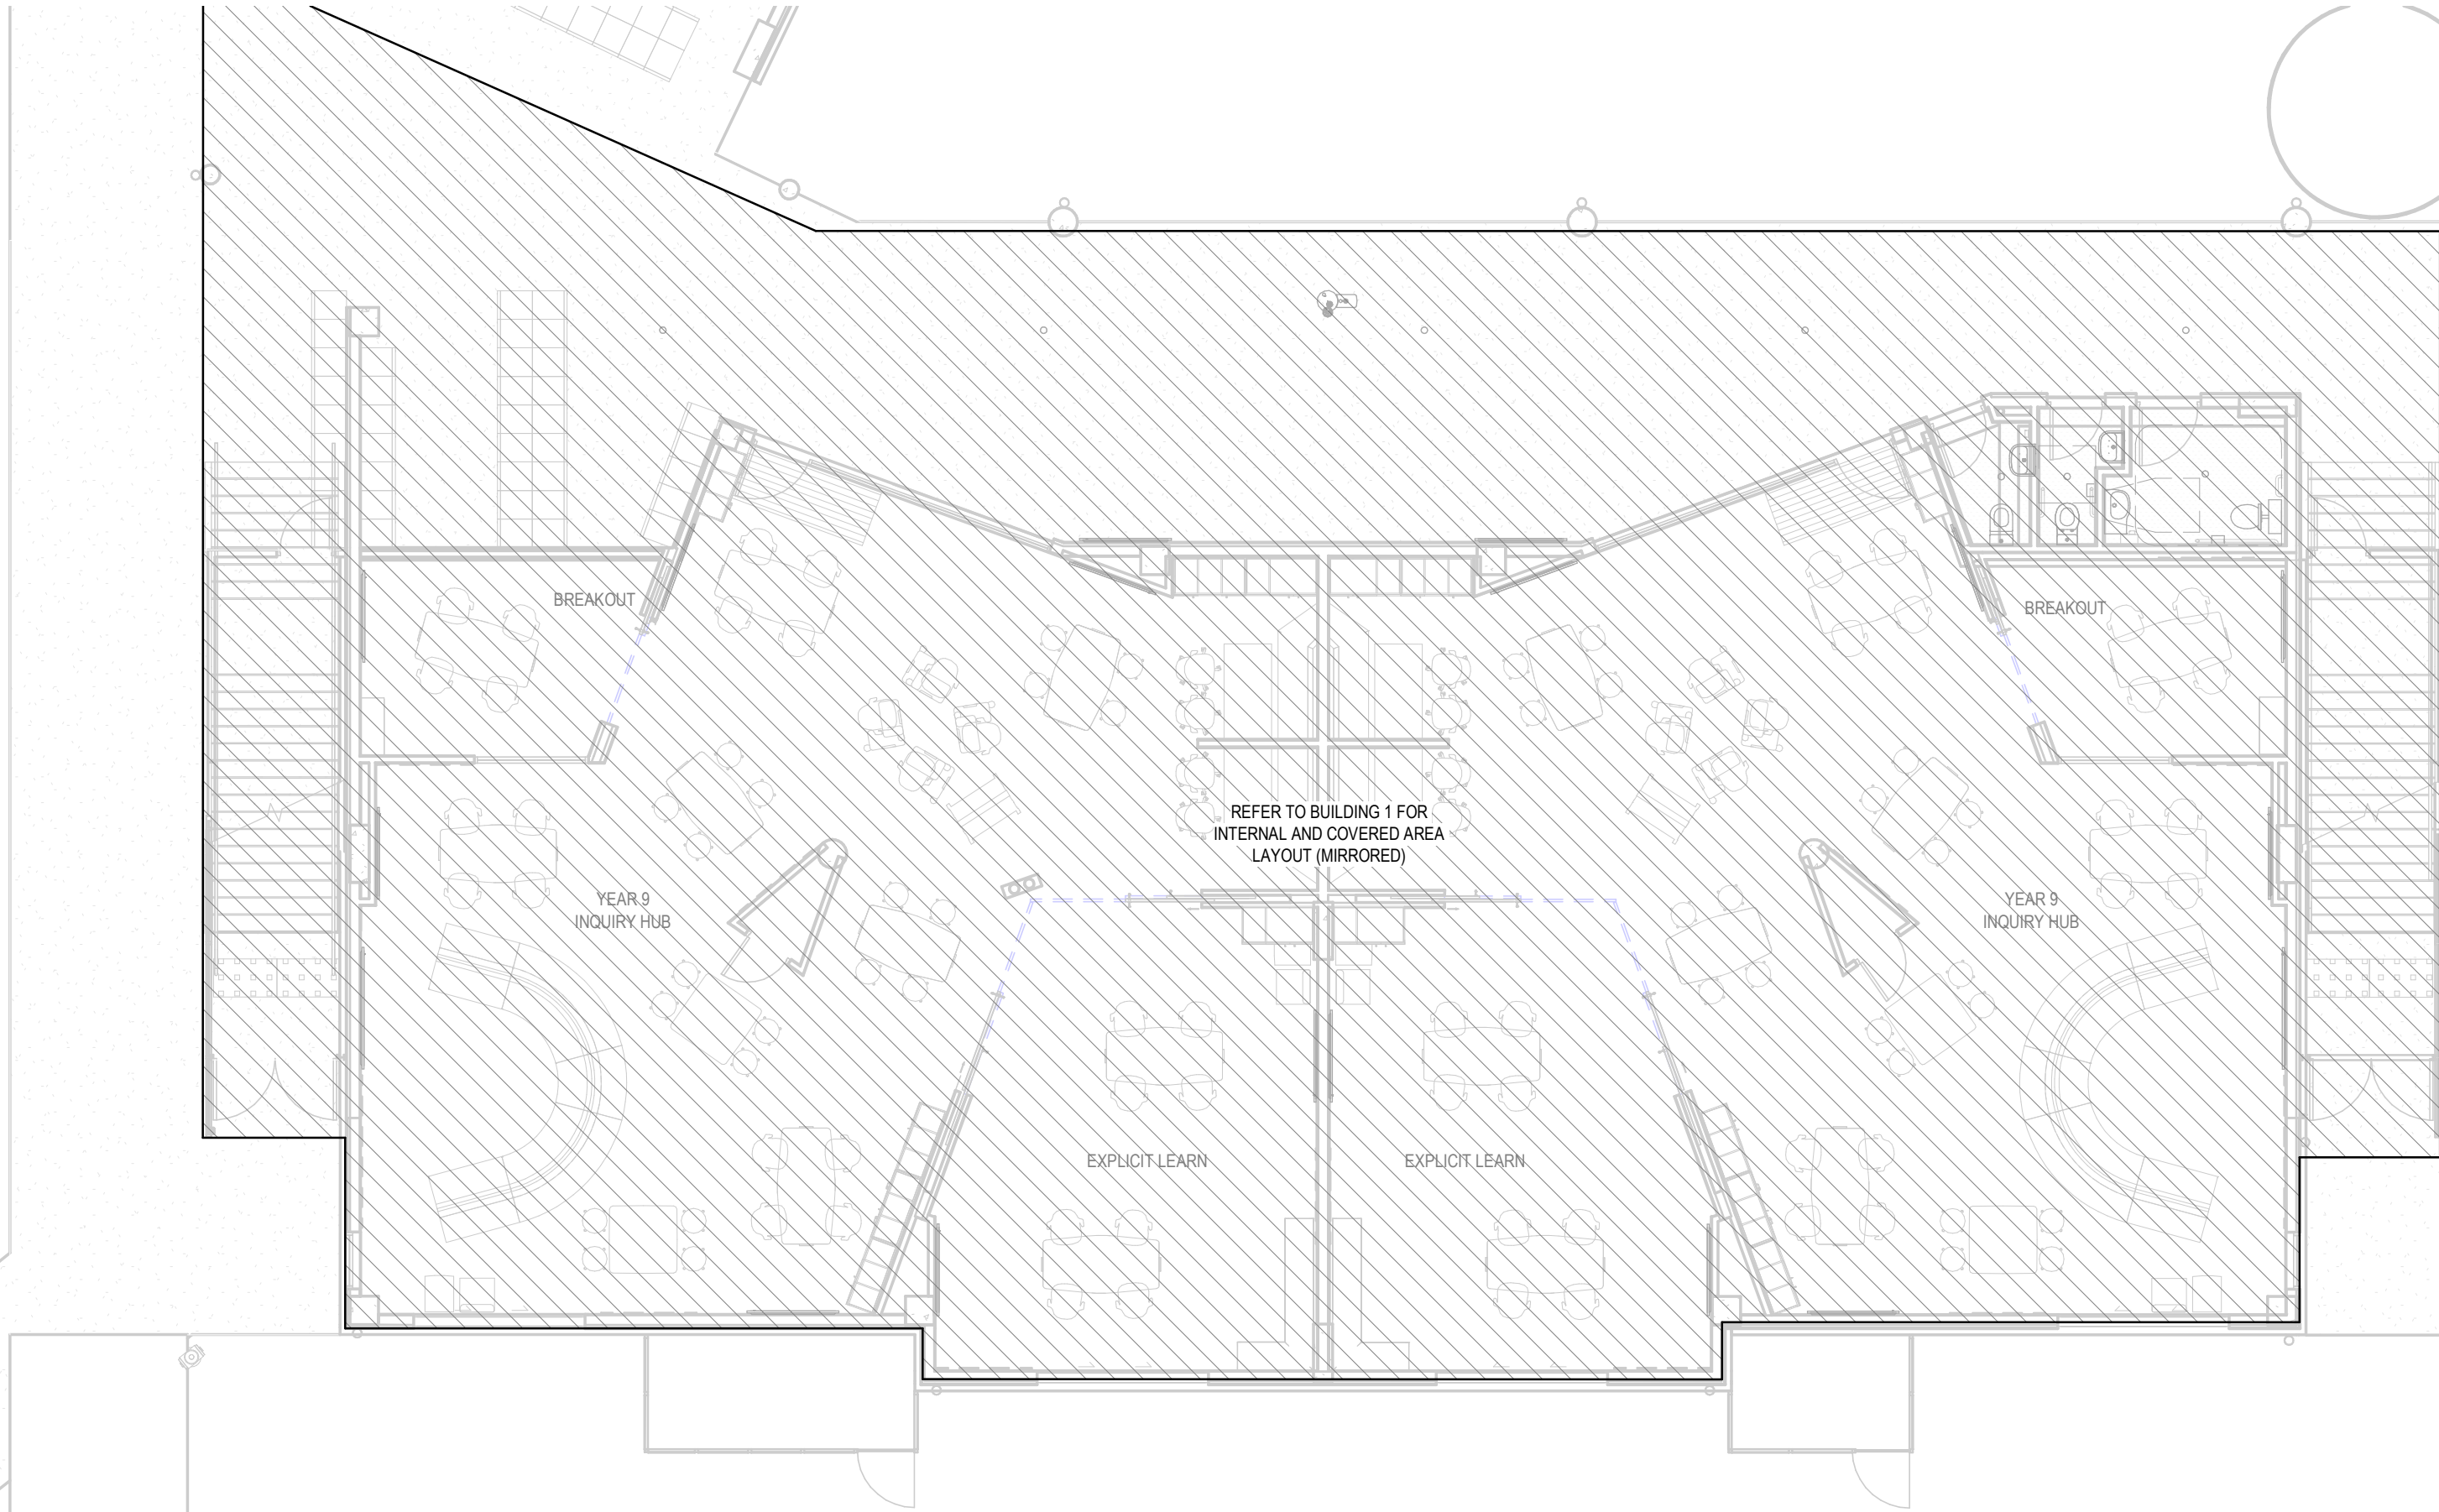 BREAKOUT
BREAKOUT
REFER TO BUILDING 1 FOR
INTERNAL AND COVERED AREA
LAYOUT (MIRRORED)
YEAR 9
INQUIRY HUB
YEAR 9
INQUIRY HUB
EXPLICIT LEARN
EXPLICIT LEARN